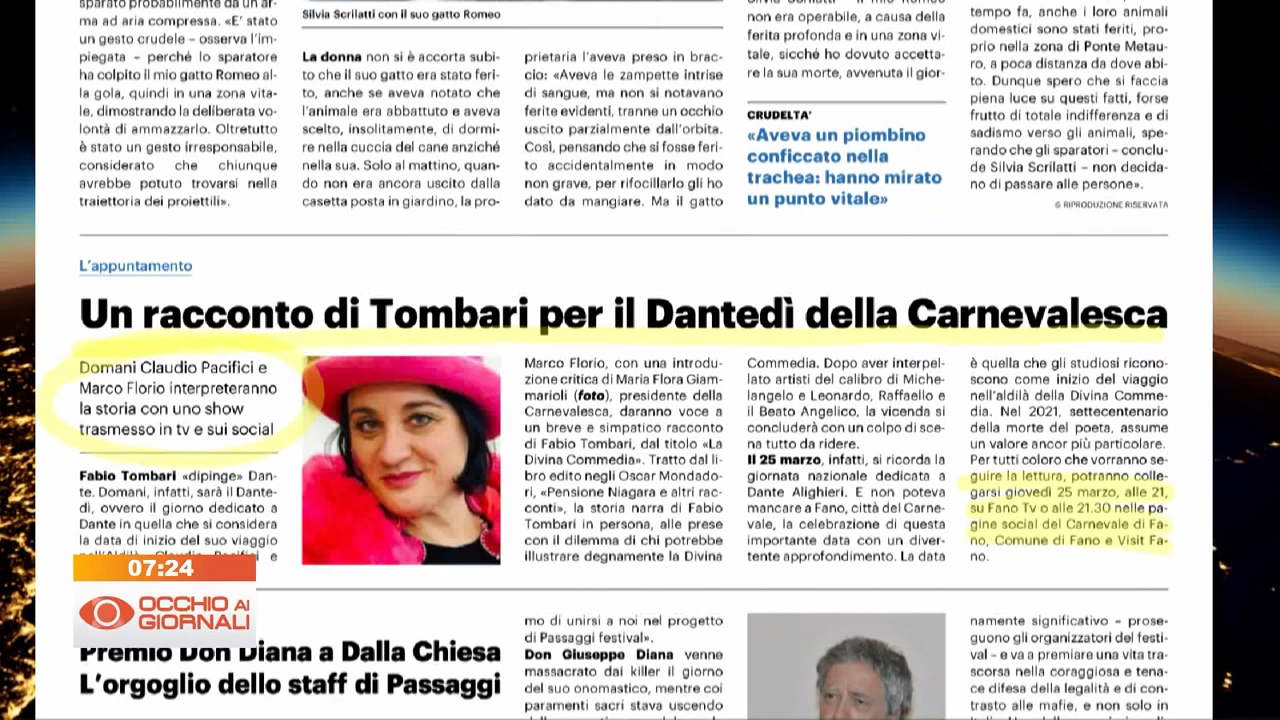 sparato probabilmente da un ar-
ma ad aria compressa. «E' stato
un gesto crudele – osserva l'im-
piegata – perché lo sparatore
ha colpito il mio gatto Romeo al-
la gola, quindi in una zona vita-
le, dimostrando la deliberata vo-
lontà di ammazzarlo. Oltretutto
è stato un gesto irresponsabile,
considerato che chiunque
avrebbe potuto trovarsi nella
traiettoria dei proiettili».
Silvia Scrilatti con il suo gatto Romeo
La donna non si è accorta subi-
to che il suo gatto era stato feri-
to, anche se aveva notato che
l'animale era abbattuto e aveva
scelto, insolitamente, di dormi-
re nella cuccia del cane anziché
nella sua. Solo al mattino, quan-
do non era ancora uscito dalla
casetta posta in giardino, la pro-
prietaria l'aveva preso in brac-
cio: «Aveva le zampette intrise
di sangue, ma non si notavano
ferite evidenti, tranne un occhio
uscito parzialmente dall'orbita.
Così, pensando che si fosse feri-
to accidentalmente in modo
non grave, per rifocillarlo gli ho
dato da mangiare. Ma il gatto
non era operabile, a causa della
ferita profonda e in una zona vi-
tale, sicché ho dovuto accetta-
re la sua morte, avvenuta il gior-
CRUDELTA'
«Aveva un piombino
conficcato nella
trachea: hanno mirato
un punto vitale»
tempo fa, anche i loro animali
domestici sono stati feriti, pro-
prio nella zona di Ponte Metau-
ro, a poca distanza da dove abi-
to. Dunque spero che si faccia
piena luce su questi fatti, forse
frutto di totale indifferenza e di
sadismo verso gli animali, spe-
rando che gli sparatori – conclu-
de Silvia Scrilatti – non decida-
no di passare alle persone».
© RIPRODUZIONE RISERVATA
L'appuntamento
Un racconto di Tombari per il Dantedì della Carnevalesca
Domani Claudio Pacifici e
Marco Florio interpreteranno
la storia con uno show
trasmesso in tv e sui social
Fabio Tombari «dipinge» Dan-
te. Domani, infatti, sarà il Dante-
dì, ovvero il giorno dedicato a
Dante in quella che si considera
la data di inizio del suo viaggio
nell'Aldilà. Claudio Pacifici e
Marco Florio, con una introdu-
zione critica di Maria Flora Giam-
marioli (foto), presidente della
Carnevalesca, daranno voce a
un breve e simpatico racconto
di Fabio Tombari, dal titolo «La
Divina Commedia». Tratto dal li-
bro edito negli Oscar Mondado-
ri, «Pensione Niagara e altri rac-
conti», la storia narra di Fabio
Tombari in persona, alle prese
con il dilemma di chi potrebbe
illustrare degnamente la Divina
Commedia. Dopo aver interpel-
lato artisti del calibro di Miche-
langelo e Leonardo, Raffaello e
il Beato Angelico, la vicenda si
concluderà con un colpo di sce-
na tutto da ridere.
Il 25 marzo, infatti, si ricorda la
giornata nazionale dedicata a
Dante Alighieri. E non poteva
mancare a Fano, città del Carne-
vale, la celebrazione di questa
importante data con un diver-
tente approfondimento. La data
è quella che gli studiosi ricono-
scono come inizio del viaggio
nell'aldilà della Divina Comme-
dia. Nel 2021, settecentenario
della morte del poeta, assume
un valore ancor più particolare.
Per tutti coloro che vorranno se-
guire la lettura, potranno colle-
garsi giovedì 25 marzo, alle 21,
su Fano Tv o alle 21.30 nelle pa-
gine social del Carnevale di Fa-
no, Comune di Fano e Visit Fa-
no.
07:24
OCCHIO AI
GIORNALI
Premio Don Diana a Dalla Chiesa
L'orgoglio dello staff di Passaggi
mo di unirsi a noi nel progetto
di Passaggi festival».
Don Giuseppe Diana venne
massacrato dai killer il giorno
del suo onomastico, mentre coi
paramenti sacri stava uscendo
namente significativo – prose-
guono gli organizzatori del festi-
val – e va a premiare una vita tra-
scorsa nella coraggiosa e tena-
ce difesa della legalità e di con-
trasto alle mafie, e non solo in